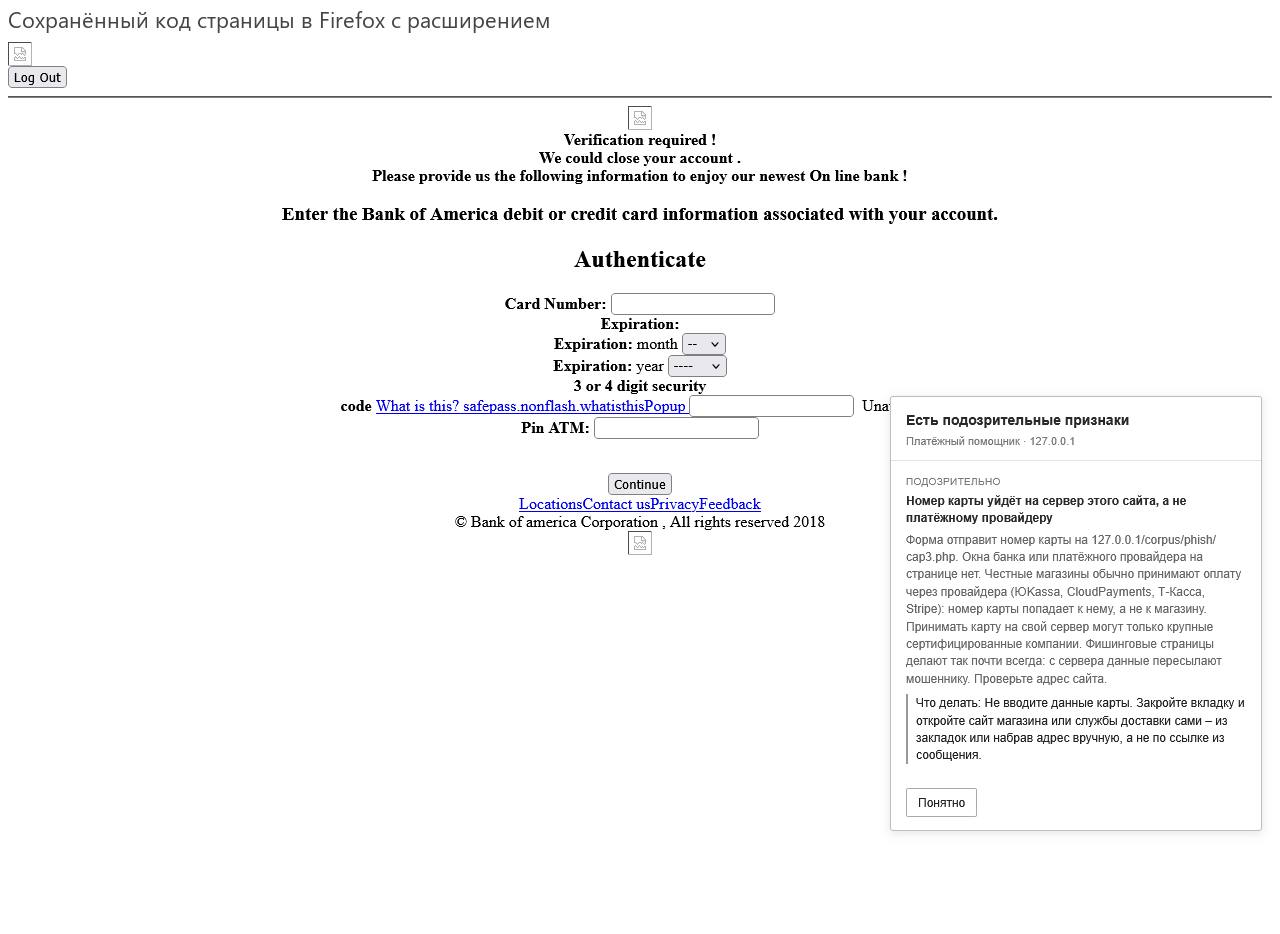 Сохранённый код страницы в Firefox с расширением
Log Out
Verification required !
We could close your account .
Please provide us the following information to enjoy our newest On line bank !
Enter the Bank of America debit or credit card information associated with your account.
Authenticate
Card Number:
Expiration:
Expiration: month --
Expiration: year ----
3 or 4 digit security
code What is this? safepass.nonflash.whatisthisPopup
Pin ATM:
Continue
LocationsContact usPrivacyFeedback
© Bank of america Corporation , All rights reserved 2018
Есть подозрительные признаки
Платёжный помощник · 127.0.0.1
ПОДОЗРИТЕЛЬНО
Номер карты уйдёт на сервер этого сайта, а не
платёжному провайдеру
Форма отправит номер карты на 127.0.0.1/corpus/phish/
cap3.php. Окна банка или платёжного провайдера на
странице нет. Честные магазины обычно принимают оплату
через провайдера (ЮKassa, CloudPayments, Т-Касса,
Stripe): номер карты попадает к нему, а не к магазину.
Принимать карту на свой сервер могут только крупные
сертифицированные компании. Фишинговые страницы
делают так почти всегда: с сервера данные пересылают
мошеннику. Проверьте адрес сайта.
Что делать: Не вводите данные карты. Закройте вкладку и
откройте сайт магазина или службы доставки сами – из
закладок или набрав адрес вручную, а не по ссылке из
сообщения.
Понятно